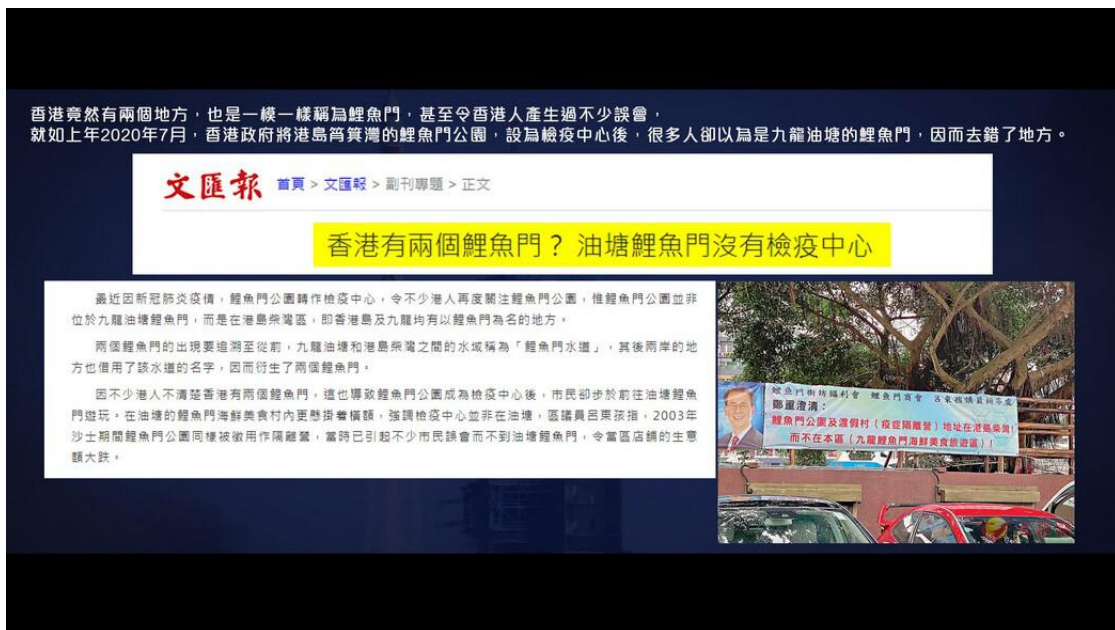 香港竟然有兩個地方，也是一模一樣稱為鯉魚門，甚至令香港人產生過不少誤會，
就如上年2020年7月，香港政府將港島筲箕灣的鯉魚門公園，設為檢疫中心後，很多人卻以為是九龍油塘的鯉魚門，因而去錯了地方。
文匯報 首頁 > 文匯報 > 副刊專題 > 正文
香港有兩個鯉魚門？ 油塘鯉魚門沒有檢疫中心
最近因新冠肺炎疫情，鯉魚門公園轉作檢疫中心，令不少港人再度關注鯉魚門公園，惟鯉魚門公園並非
位於九龍油塘鯉魚門，而是在港島柴灣區，即香港島及九龍均有以鯉魚門為名的地方。
兩個鯉魚門的出現要追溯至從前，九龍油塘和港島柴灣之間的水域稱為「鯉魚門水道」，其後兩岸的地
方也借用了該水道的名字，因而衍生了兩個鯉魚門。
因不少港人不清楚香港有兩個鯉魚門，這也導致鯉魚門公園成為檢疫中心後，市民卻步於前往油塘鯉魚
門遊玩。在油塘的鯉魚門海鮮美食村內更懸掛着橫額，強調檢疫中心並非在油塘，區議員呂東孩指，2003年
沙士期間鯉魚門公園同樣被徵用作隔離營，當時已引起不少市民誤會而不到油塘鯉魚門，令當區店舖的生意
額大跌。
鯉魚門街坊福利會 鯉魚門商會 呂東孩議員辦事處
鄭重澄清：
鯉魚門公園及渡假村（疫症隔離營）地址在港島柴灣!
而不在本區（九龍鯉魚門海鮮美食旅遊區）!